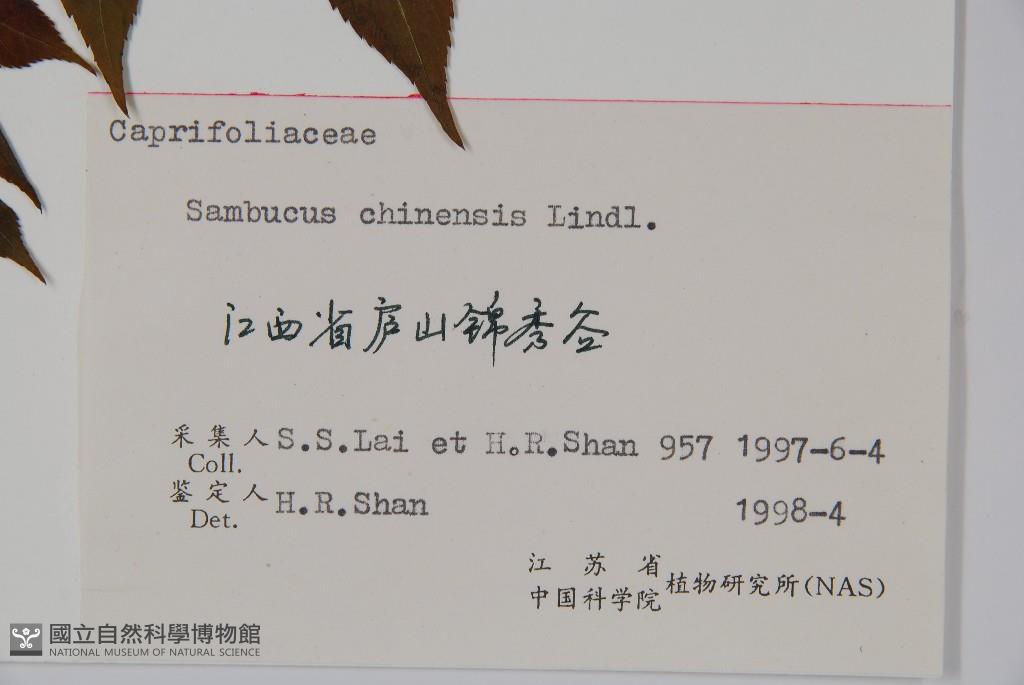 Caprifoliaceae
Sambucus chinensis Lindl.
江西省庐山锦秀谷
采集人 S.S.Lai et H.R.Shan 957 1997-6-4
Coll.
鉴定人 H.R.Shan 1998-4
Det.
江苏省
中国科学院 植物研究所(NAS)
國立自然科學博物館
NATIONAL MUSEUM OF NATURAL SCIENCE